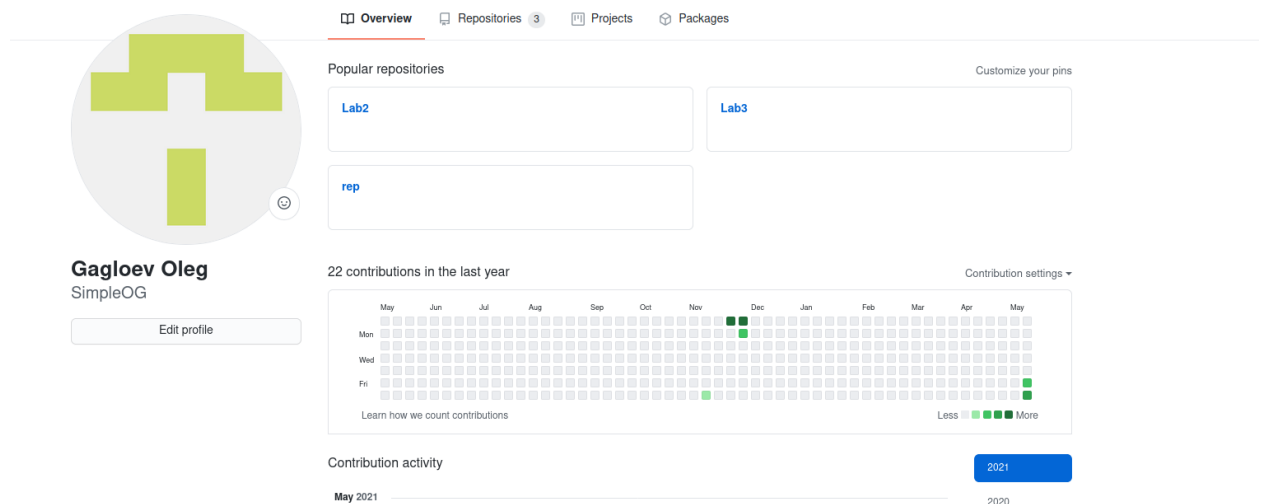 Overview Repositories 3 Projects Packages
Popular repositories Customize your pins
Lab2 Lab3
rep
Gagloev Oleg
SimpleOG
Edit profile
22 contributions in the last year Contribution settings
May Jun Jul Aug Sep Oct Nov Dec Jan Feb Mar Apr May
Mon
Wed
Fri
Learn how we count contributions Less More
Contribution activity 2021
May 2021 2020